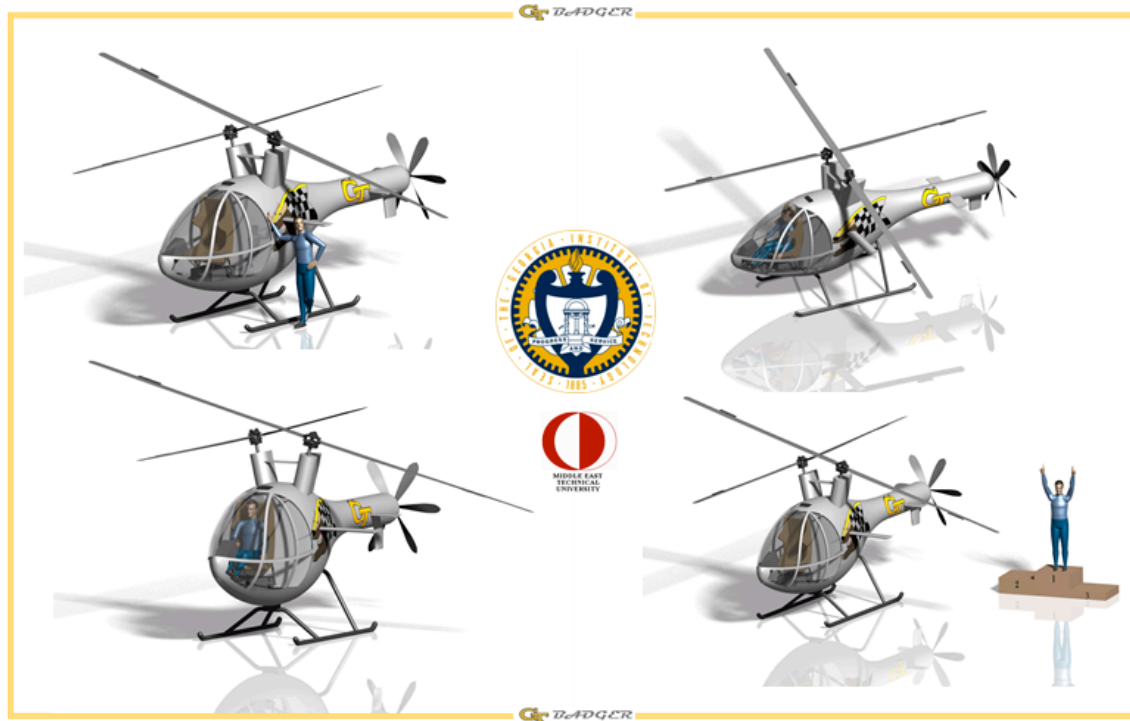 GT BADGER
GT
GT
SEAL · OF · THE · GEORGIA · INSTITUTE · OF · TECHNOLOGY
PROGRESS AND SERVICE
1885
MIDDLE EAST
TECHNICAL
UNIVERSITY
GT
GT
1
GT BADGER